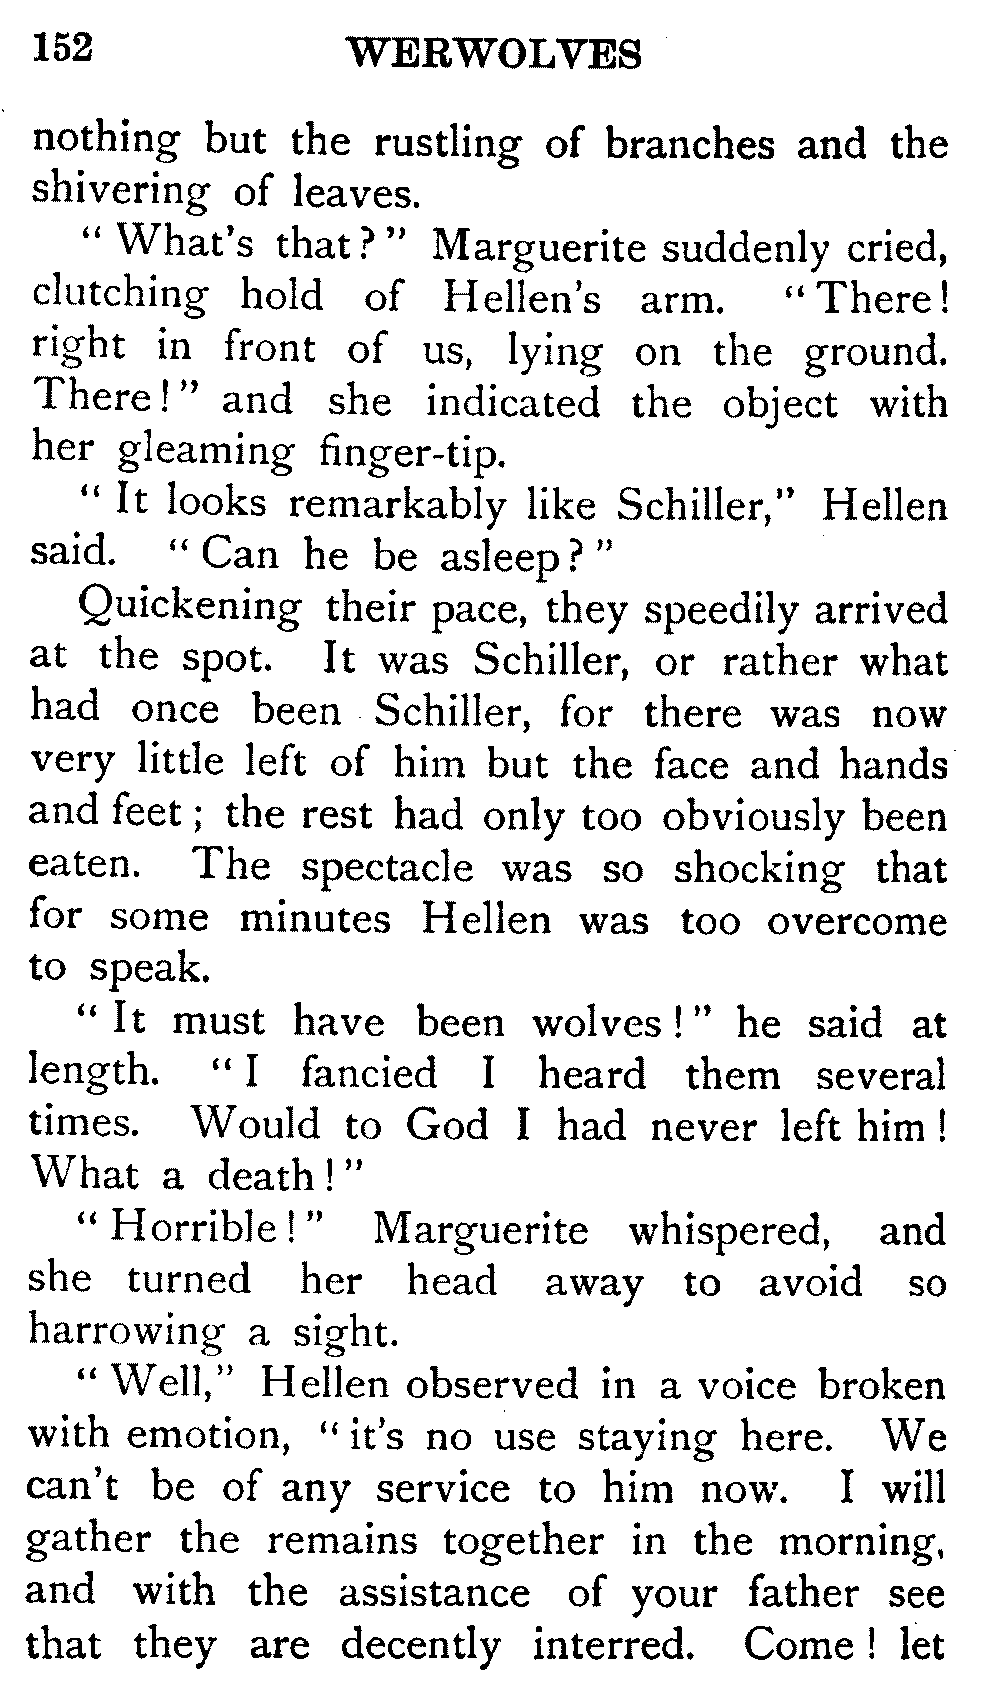 152 WERWOLVES
nothing but the rustling of branches and the
shivering of leaves.
“ What's that ? ” Marguerite suddenly cried,
clutching hold of Hellen's arm. “ There !
right in front of us, lying on the ground.
There ! ” and she indicated the object with
her gleaming finger-tip.
“ It looks remarkably like Schiller,” Hellen
said. “ Can he be asleep ? ”
Quickening their pace, they speedily arrived
at the spot. It was Schiller, or rather what
had once been Schiller, for there was now
very little left of him but the face and hands
and feet ; the rest had only too obviously been
eaten. The spectacle was so shocking that
for some minutes Hellen was too overcome
to speak.
“ It must have been wolves ! ” he said at
length. “ I fancied I heard them several
times. Would to God I had never left him !
What a death ! ”
“ Horrible ! ” Marguerite whispered, and
she turned her head away to avoid so
harrowing a sight.
“ Well,” Hellen observed in a voice broken
with emotion, “ it's no use staying here. We
can't be of any service to him now. I will
gather the remains together in the morning,
and with the assistance of your father see
that they are decently interred. Come ! let